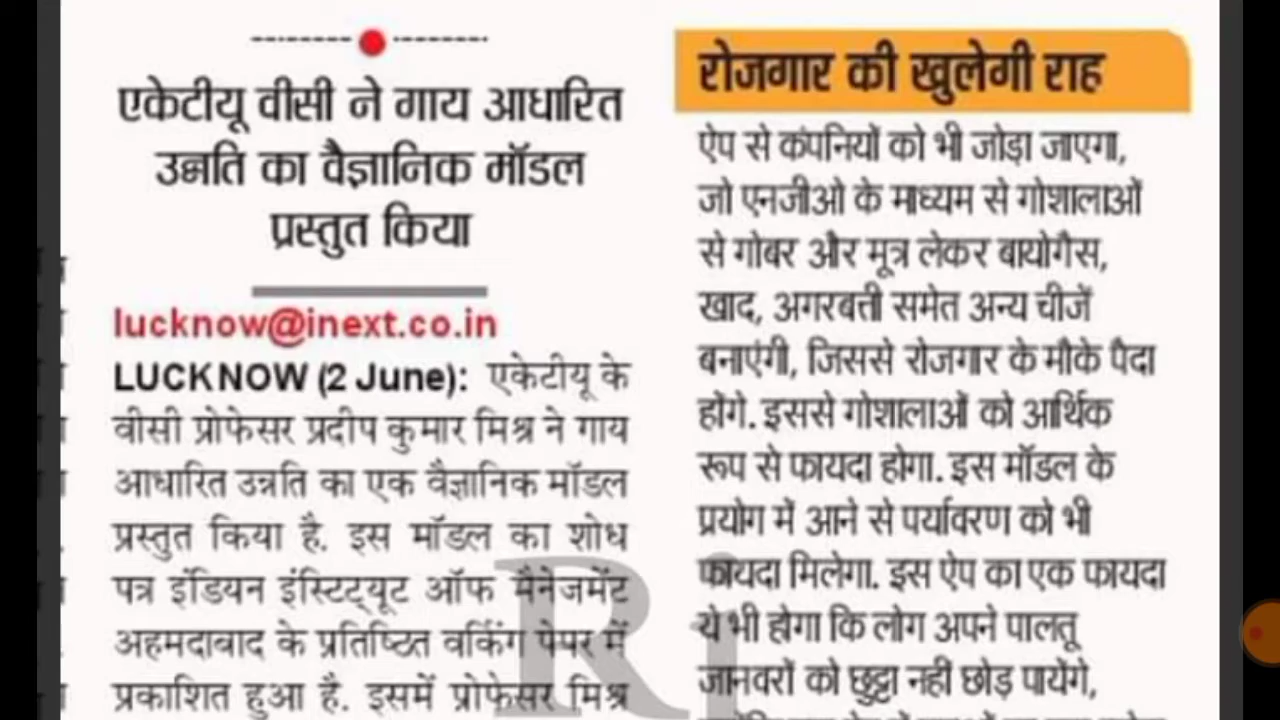 एकेटीयू वीसी ने गाय आधारित
उन्नति का वैज्ञानिक मॉडल
प्रस्तुत किया
lucknow@inext.co.in
LUCKNOW (2 June): एकेटीयू के
वीसी प्रोफेसर प्रदीप कुमार मिश्र ने गाय
आधारित उन्नति का एक वैज्ञानिक मॉडल
प्रस्तुत किया है. इस मॉडल का शोध
पत्र इंडियन इंस्टिट्यूट ऑफ मैनेजमेंट
अहमदाबाद के प्रतिष्ठित वर्किंग पेपर में
प्रकाशित हुआ है. इसमें प्रोफेसर मिश्र
रोजगार की खुलेगी राह
ऐप से कंपनियों को भी जोड़ा जाएगा,
जो एनजीओ के माध्यम से गोशालाओं
से गोबर और मूत्र लेकर बायोगैस,
खाद, अगरबत्ती समेत अन्य चीजें
बनाएंगी, जिससे रोजगार के मौके पैदा
होंगे. इससे गोशालाओं को आर्थिक
रूप से फायदा होगा. इस मॉडल के
प्रयोग में आने से पर्यावरण को भी
फायदा मिलेगा. इस ऐप का एक फायदा
ये भी होगा कि लोग अपने पालतू
जानवरों को छुट्टा नहीं छोड़ पायेंगे,